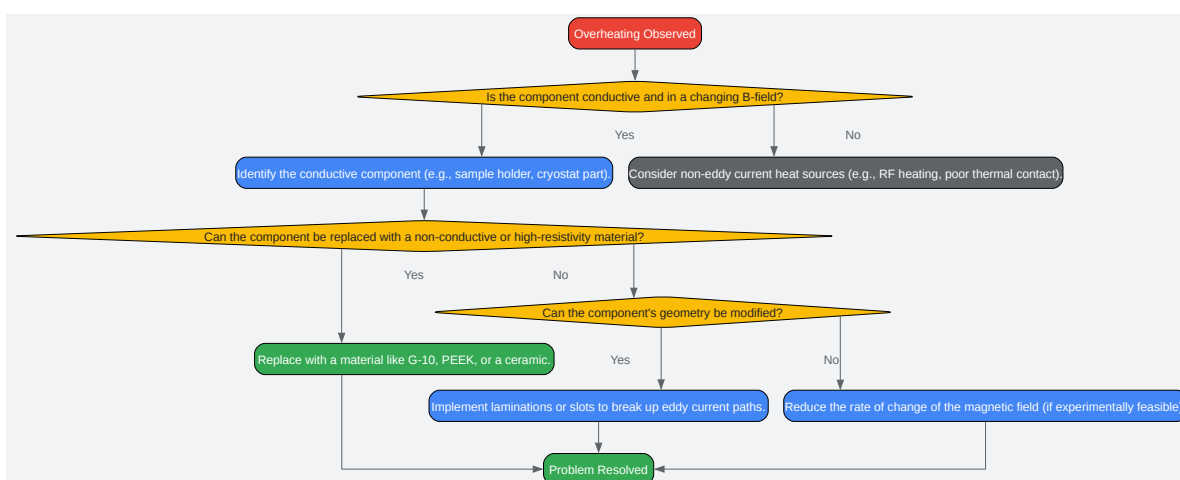 Overheating Observed
Is the component conductive and in a changing B-field?
Yes
No
Identify the conductive component (e.g., sample holder, cryostat part).
Consider non-eddy current heat sources (e.g., RF heating, poor thermal contact).
Can the component be replaced with a non-conductive or high-resistivity material?
Yes
No
Can the component's geometry be modified?
Replace with a material like G-10, PEEK, or a ceramic.
Yes
No
Implement laminations or slots to break up eddy current paths.
Reduce the rate of change of the magnetic field (if experimentally feasible)
Problem Resolved